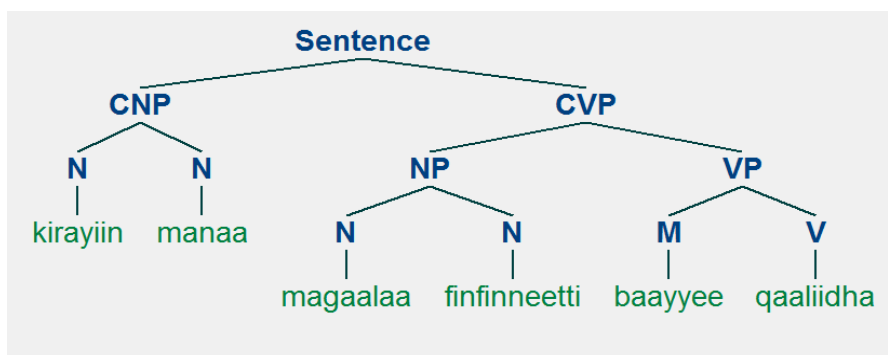 Sentence
CNP CVP
N N NP VP
kirayiin manaa N N M V
magaalaa finfinneetti baayyee qaaliidha